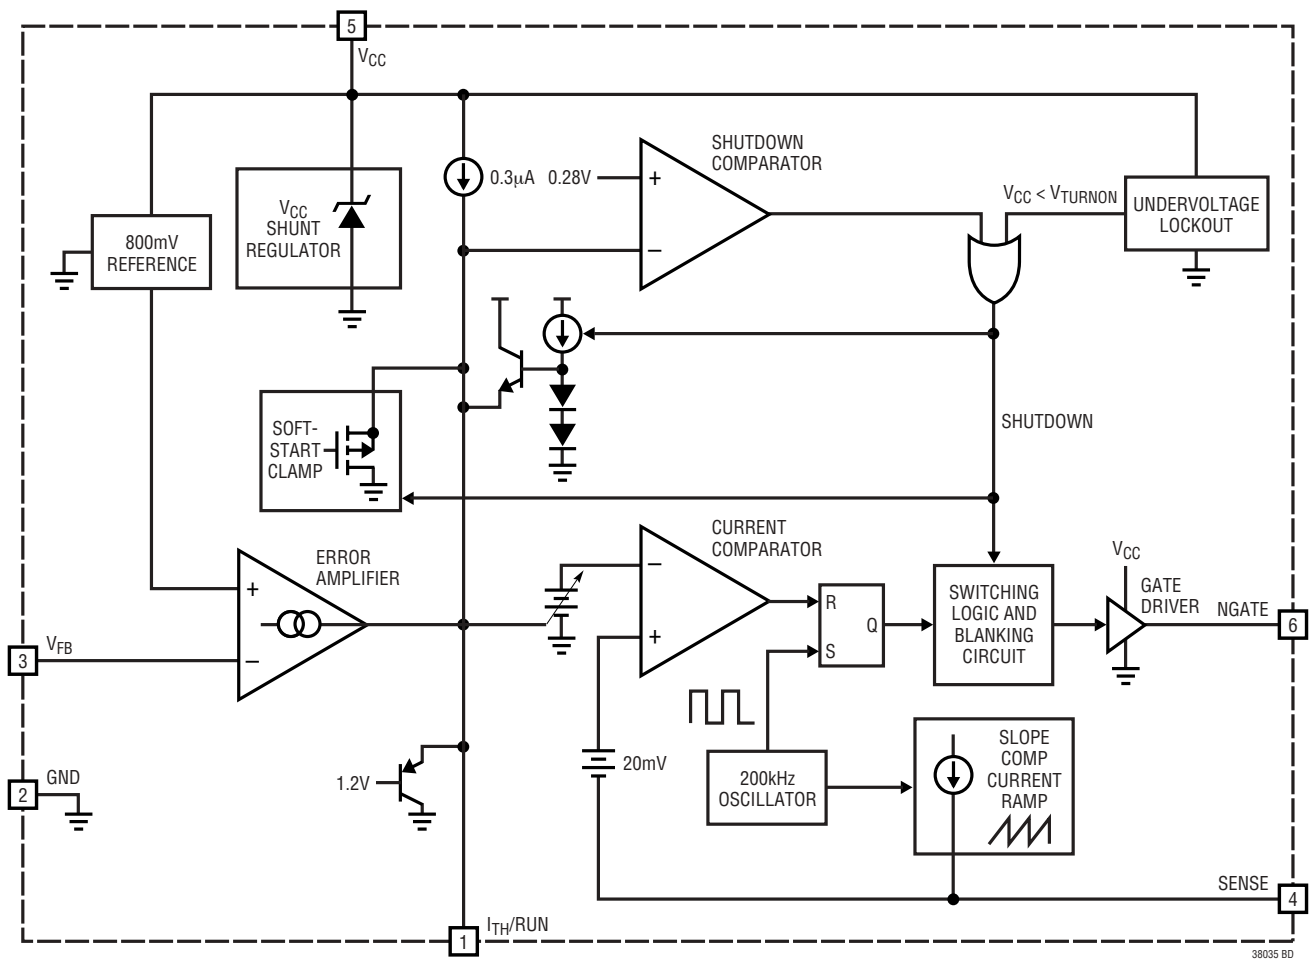 5
VCC
SHUTDOWN
COMPARATOR
0.3μA
0.28V
+
–
VCC < VTURNON
UNDERVOLTAGE
LOCKOUT
VCC
SHUNT
REGULATOR
800mV
REFERENCE
SOFT-
START
CLAMP
SHUTDOWN
ERROR
AMPLIFIER
+
–
CURRENT
COMPARATOR
–
+
R
S
Q
SWITCHING
LOGIC AND
BLANKING
CIRCUIT
VCC
GATE
DRIVER
NGATE
6
3
VFB
20mV
200kHz
OSCILLATOR
SLOPE
COMP
CURRENT
RAMP
1.2V
2
GND
SENSE
4
1
ITH/RUN
38035 BD